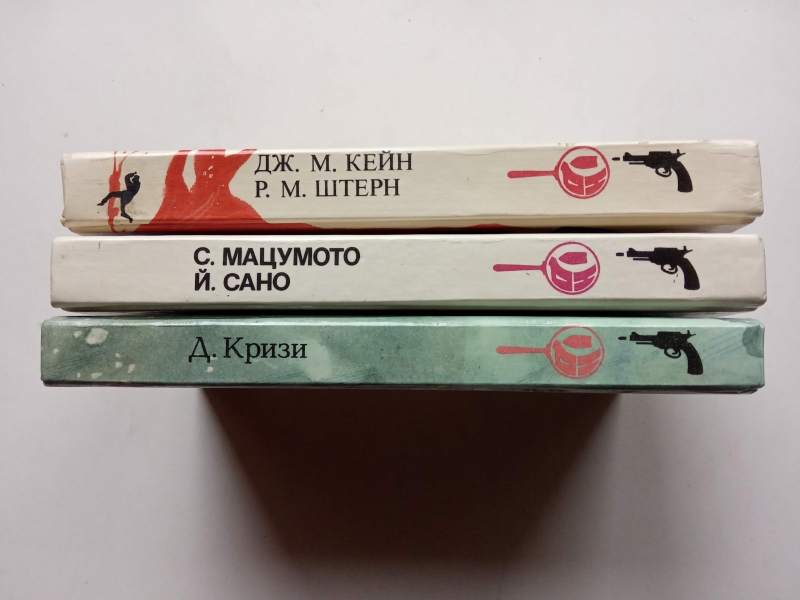 ДЖ. М. КЕЙН
Р. М. ШТЕРН
С. МАЦУМОТО
Й. САНО
Д. Кризи